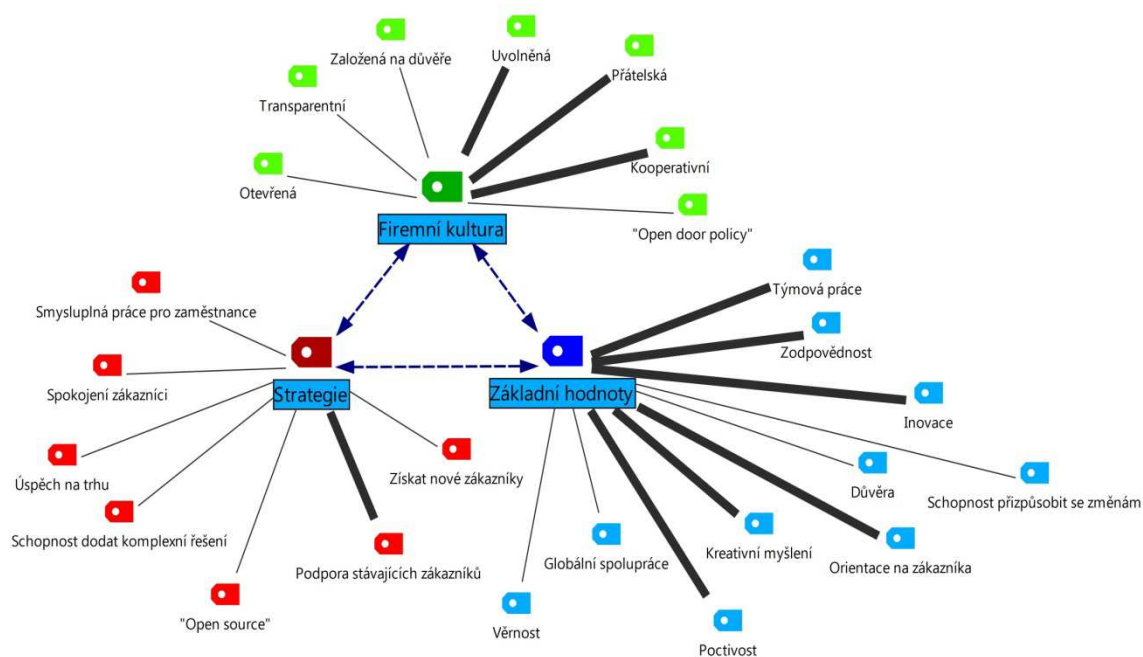 Založená na důvěře
Uvolněná
Přátelská
Transparentní
Kooperativní
Otevřená
"Open door policy"
Firemní kultura
Týmová práce
Smysluplná práce pro zaměstnance
Zodpovědnost
Spokojení zákazníci
Strategie
Základní hodnoty
Inovace
Získat nové zákazníky
Úspěch na trhu
Důvěra
Schopnost přizpůsobit se změnám
Schopnost dodat komplexní řešení
Podpora stávajících zákazníků
Globální spolupráce
Kreativní myšlení
Orientace na zákazníka
"Open source"
Věrnost
Poctivost